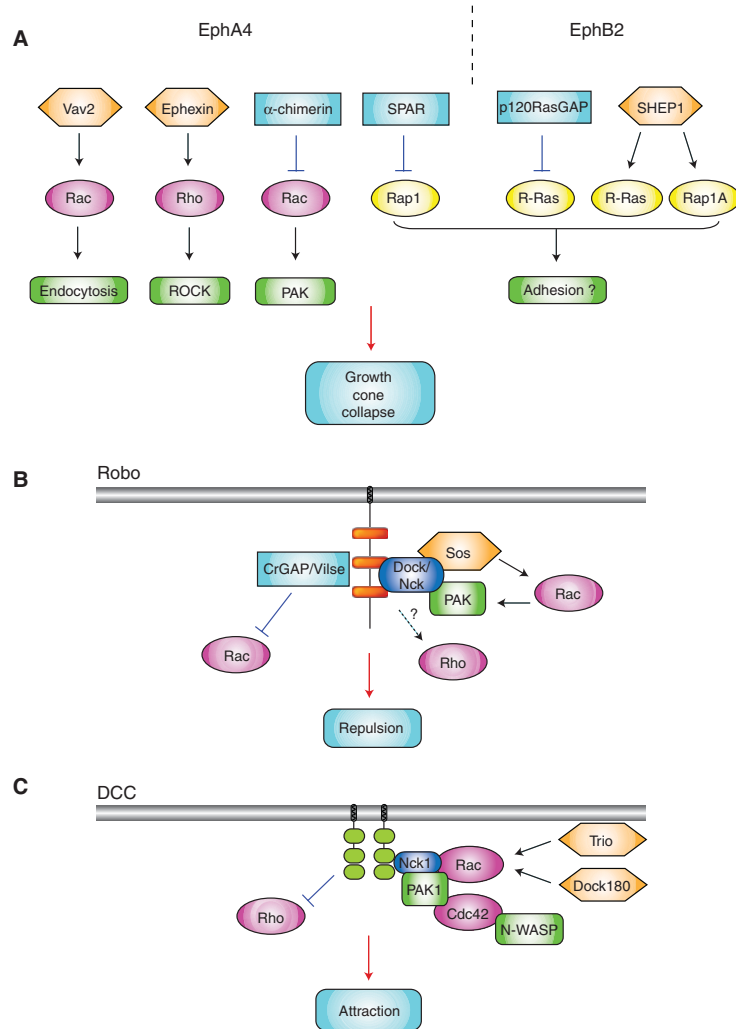 EphA4
EphB2
A
Vav2
Ephexin
α-chimerin
SPAR
p120RasGAP
SHEP1
Rac
Rho
Rac
Rap1
R-Ras
R-Ras
Rap1A
Endocytosis
ROCK
PAK
Adhesion ?
Growth
cone
collapse
B
Robo
CrGAP/Vilse
Dock/
Nck
Sos
PAK
Rac
?
Rac
Rho
Repulsion
C
DCC
Nck1
Rac
Trio
PAK1
Dock180
Rho
Cdc42
N-WASP
Attraction